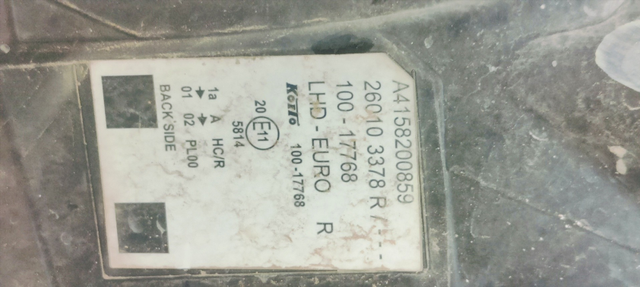 A4158200859
26010 3378 R / - - -
100 - 17768
LHD - EURO R
KOITO 100-17768
20 E11 5814
1a A HC/R
01 02 PL00
BACK SIDE